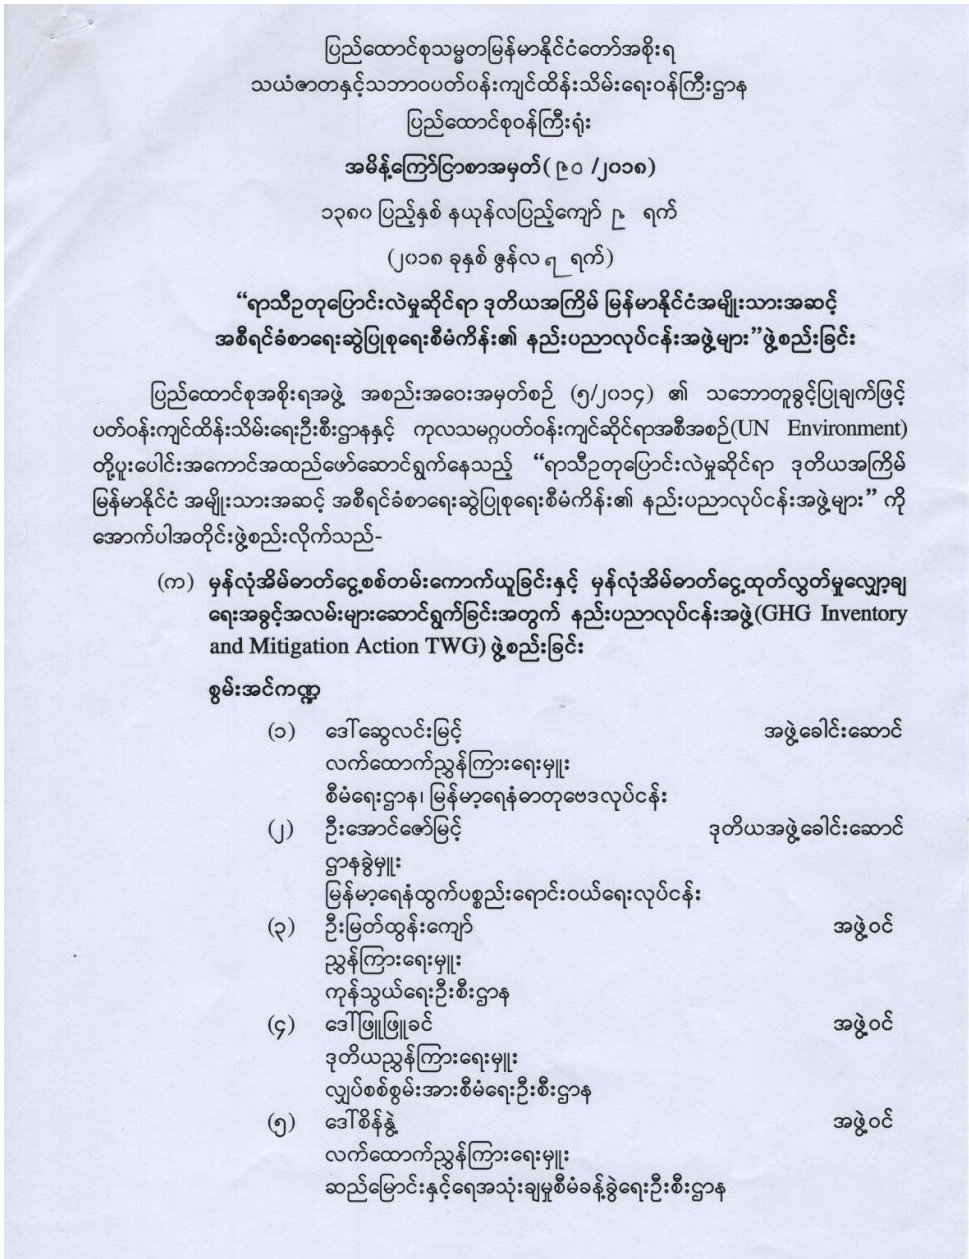 ပြည်ထောင်စုသမ္မတမြန်မာနိုင်ငံတော်အစိုးရ
သယံဇာတနှင့်သဘာဝပတ်ဝန်းကျင်ထိန်းသိမ်းရေးဝန်ကြီးဌာန
ပြည်ထောင်စုဝန်ကြီးရုံး
အမိန့်ကြော်ငြာစာအမှတ်( ၉၀ /၂၀၁၈)
၁၃၈၀ ပြည့်နှစ် နယုန်လပြည့်ကျော် ၉ ရက်
(၂၀၁၈ ခုနှစ် ဇွန်လ ၇ ရက်)
“ရာသီဥတုပြောင်းလဲမှုဆိုင်ရာ ဒုတိယအကြိမ် မြန်မာနိုင်ငံအမျိုးသားအဆင့်
အစီရင်ခံစာရေးဆွဲပြုစုရေးစီမံကိန်း၏ နည်းပညာလုပ်ငန်းအဖွဲ့များ”ဖွဲ့စည်းခြင်း
ပြည်ထောင်စုအစိုးရအဖွဲ့ အစည်းအဝေးအမှတ်စဉ် (၅/၂၀၁၄) ၏ သဘောတူခွင့်ပြုချက်ဖြင့်
ပတ်ဝန်းကျင်ထိန်းသိမ်းရေးဦးစီးဌာနနှင့် ကုလသမဂ္ဂပတ်ဝန်းကျင်ဆိုင်ရာအစီအစဉ်(UN Environment)
တို့ပူးပေါင်းအကောင်အထည်ဖော်ဆောင်ရွက်နေသည့် “ရာသီဥတုပြောင်းလဲမှုဆိုင်ရာ ဒုတိယအကြိမ်
မြန်မာနိုင်ငံ အမျိုးသားအဆင့် အစီရင်ခံစာရေးဆွဲပြုစုရေးစီမံကိန်း၏ နည်းပညာလုပ်ငန်းအဖွဲ့များ” ကို
အောက်ပါအတိုင်းဖွဲ့စည်းလိုက်သည်-
(က) မှန်လုံအိမ်ဓာတ်ငွေ့စစ်တမ်းကောက်ယူခြင်းနှင့် မှန်လုံအိမ်ဓာတ်ငွေ့ထုတ်လွှတ်မှုလျှော့ချ
ရေးအခွင့်အလမ်းများဆောင်ရွက်ခြင်းအတွက် နည်းပညာလုပ်ငန်းအဖွဲ့(GHG Inventory
and Mitigation Action TWG) ဖွဲ့စည်းခြင်း
စွမ်းအင်ကဏ္ဍ
(၁) ဒေါ်ဆွေလင်းမြင့် အဖွဲ့ခေါင်းဆောင်
လက်ထောက်ညွှန်ကြားရေးမှူး
စီမံရေးဌာန၊ မြန်မာ့ရေနံဓာတုဗေဒလုပ်ငန်း
(၂) ဦးအောင်ဇော်မြင့် ဒုတိယအဖွဲ့ခေါင်းဆောင်
ဌာနခွဲမှူး
မြန်မာ့ရေနံထွက်ပစ္စည်းရောင်းဝယ်ရေးလုပ်ငန်း
(၃) ဦးမြတ်ထွန်းကျော် အဖွဲ့ဝင်
ညွှန်ကြားရေးမှူး
ကုန်သွယ်ရေးဦးစီးဌာန
(၄) ဒေါ်ဖြူဖြူခင် အဖွဲ့ဝင်
ဒုတိယညွှန်ကြားရေးမှူး
လျှပ်စစ်စွမ်းအားစီမံရေးဦးစီးဌာန
(၅) ဒေါ်စိန်နွဲ့ အဖွဲ့ဝင်
လက်ထောက်ညွှန်ကြားရေးမှူး
ဆည်မြောင်းနှင့်ရေအသုံးချမှုစီမံခန့်ခွဲရေးဦးစီးဌာန